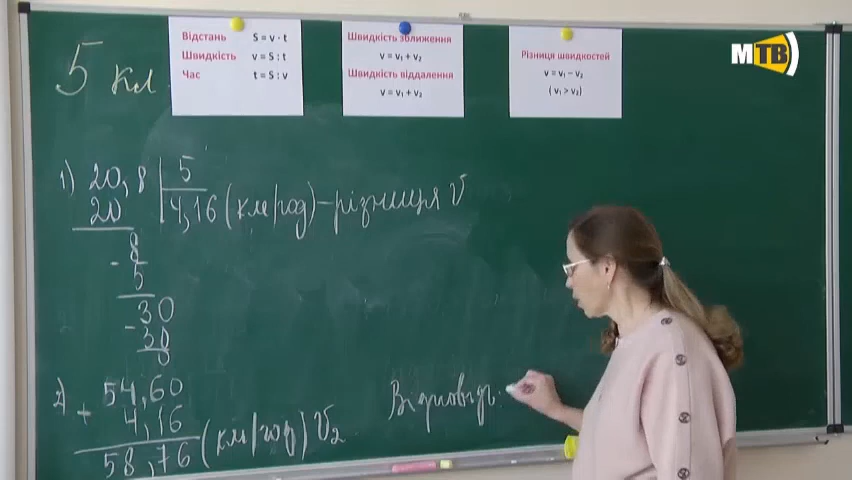 МТВ
5 кл
Відстань S = v · t
Швидкість v = S : t
Час t = S : v
Швидкість зближення
v = v₁ + v₂
Швидкість віддалення
v = v₁ + v₂
Різниця швидкостей
v = v₁ – v₂
( v₁ > v₂)
1) 20,8 | 5
20 4,16 (км/год) – різниця V
8
- 5
30
- 30
0
2) 54,60
+ 4,16
58,76 (км/год) V₂
Відповідь: